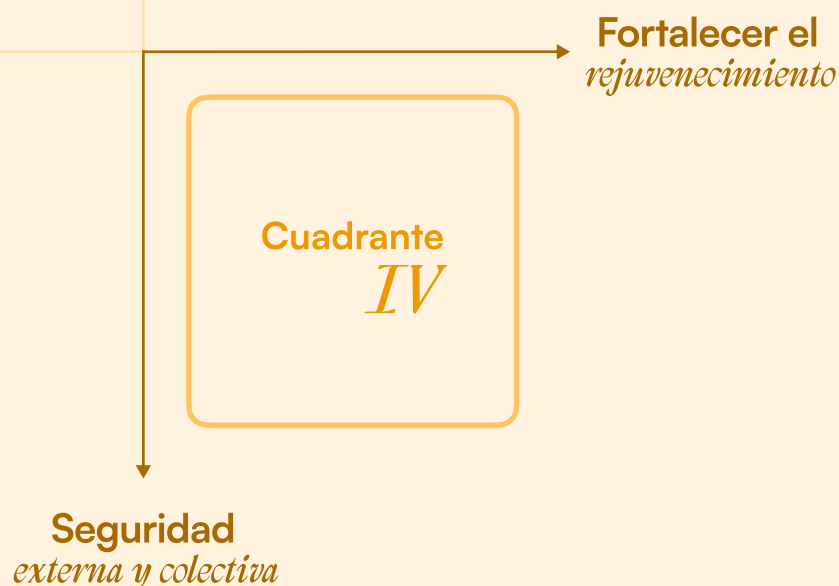 Fortalecer el
rejuvenecimiento
Cuadrante
IV
Seguridad
externa y colectiva